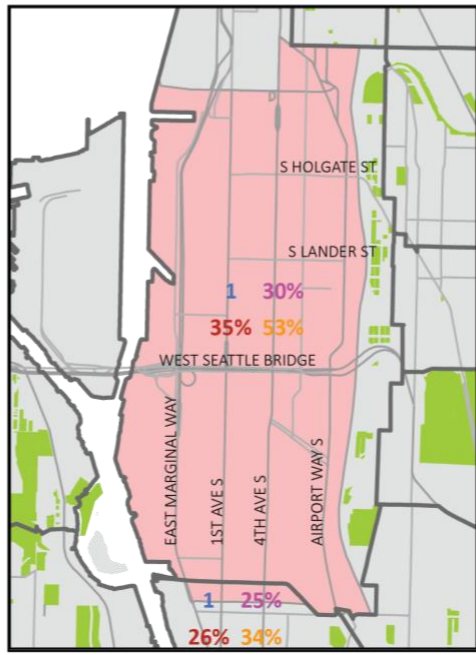 S HOLGATE ST
S LANDER ST
1 30%
35% 53%
WEST SEATTLE BRIDGE
EAST MARGINAL WAY
1ST AVE S
4TH AVE S
AIRPORT WAY S
1 25%
26% 34%